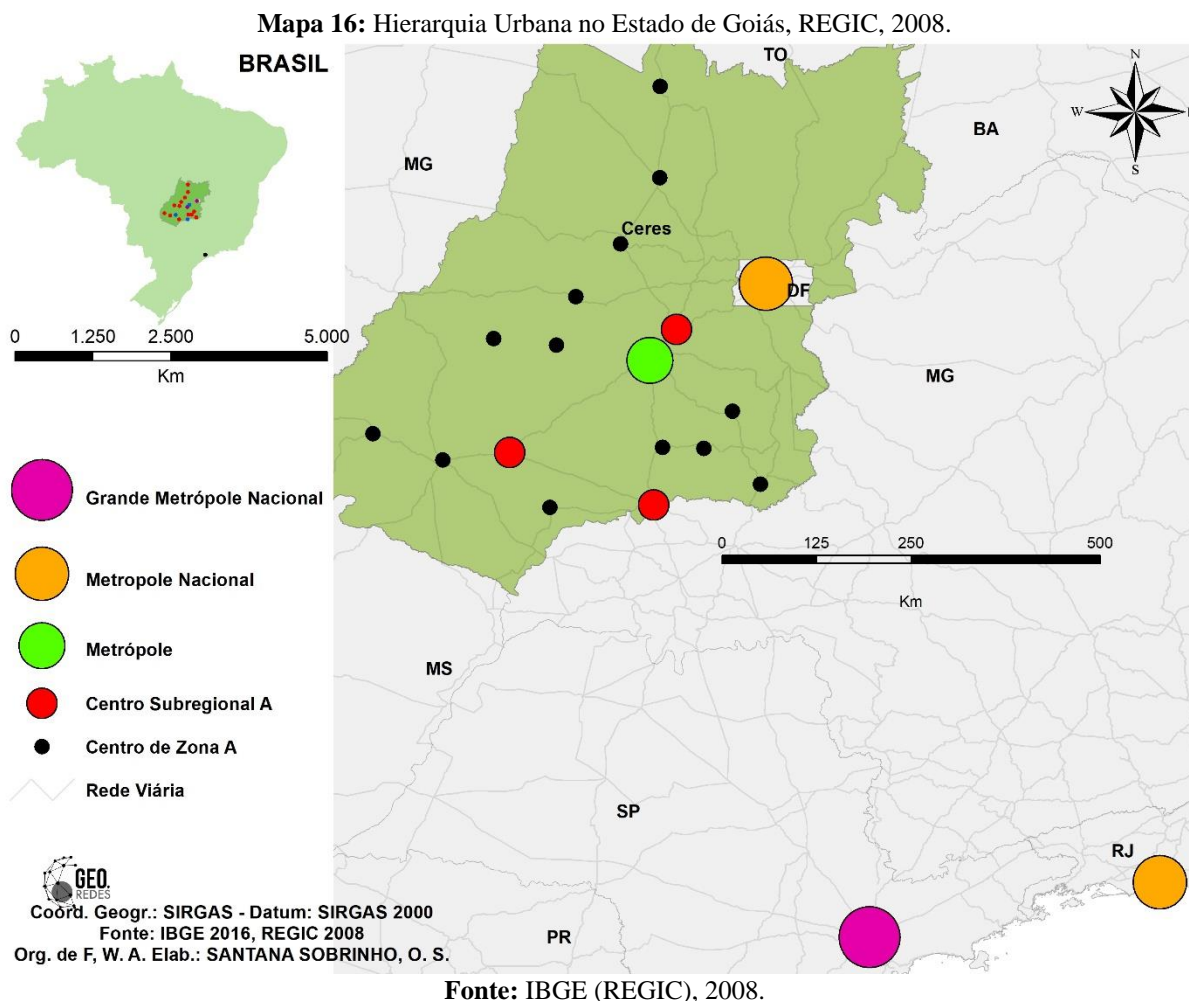 Mapa 16: Hierarquia Urbana no Estado de Goiás, REGIC, 2008.
BRASIL
TO
BA
MG
N
W
S
Ceres
DF
MG
0 1.250 2.500 5.000
Km
Grande Metrópole Nacional
Metropole Nacional
Metrópole
Centro Subregional A
Centro de Zona A
Rede Viária
0 125 250 500
Km
MS
SP
RJ
PR
GEO.
REDES
Coord. Geogr.: SIRGAS - Datum: SIRGAS 2000
Fonte: IBGE 2016, REGIC 2008
Org. de F, W. A. Elab.: SANTANA SOBRINHO, O. S.
Fonte: IBGE (REGIC), 2008.